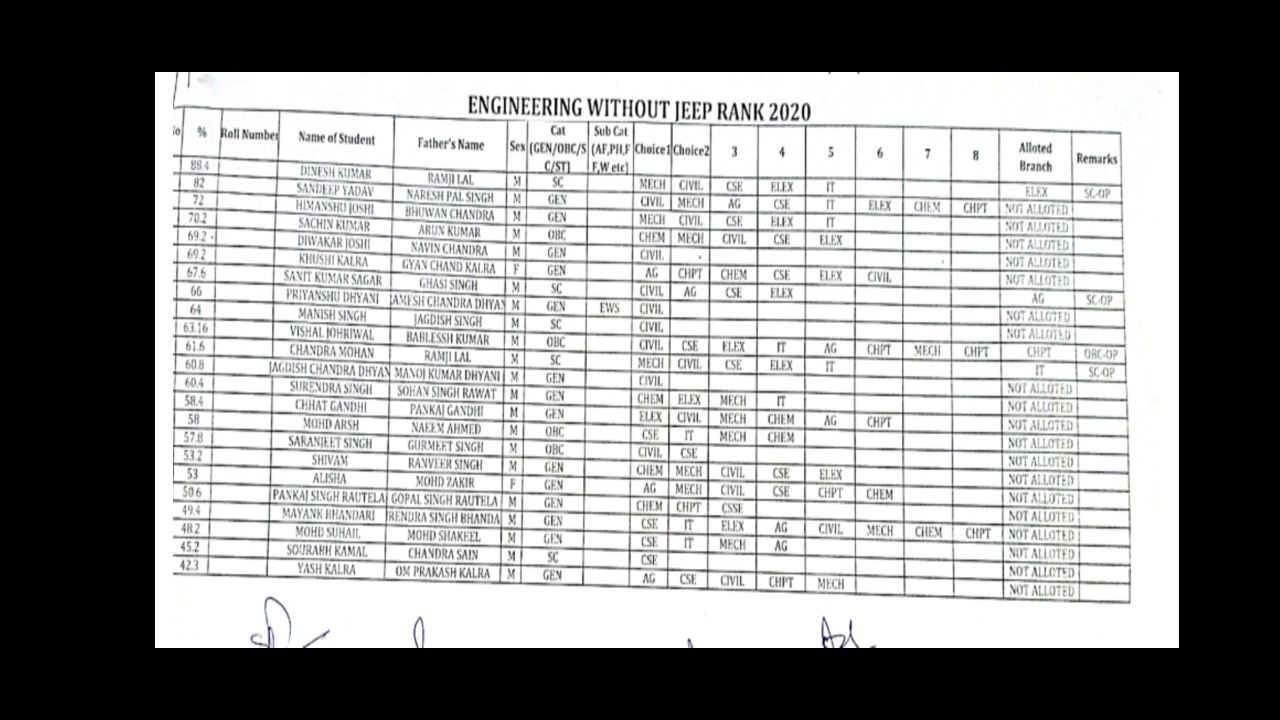 ENGINEERING WITHOUT JEEP RANK 2020
% Roll Number Name of Student Father's Name Sex Cat (GEN/OBC/SC/ST) Sub Cat (AF,PH,FF,W etc) Choice1 Choice2 3 4 5 6 7 8 Alloted Branch Remarks
88.4 DINESH KUMAR RAMJI LAL M SC MECH CIVIL CSE ELEX IT ELEX SC-OP
82 SANDEEP YADAV NARESH PAL SINGH M GEN CIVIL MECH AG CSE IT ELEX CHEM CHPT NOT ALLOTED
72 HIMANSHU JOSHI BHUWAN CHANDRA M GEN MECH CIVIL CSE ELEX IT NOT ALLOTED
70.2 SACHIN KUMAR ARUN KUMAR M OBC CHEM MECH CIVIL CSE ELEX NOT ALLOTED
69.2 DIWAKAR JOSHI NAVIN CHANDRA M GEN CIVIL NOT ALLOTED
69.2 KHUSHI KALRA GYAN CHAND KALRA F GEN AG CHPT CHEM CSE ELEX CIVIL NOT ALLOTED
67.6 SANIT KUMAR SAGAR GHASI SINGH M SC CIVIL AG CSE ELEX AG SC-OP
66 PRIYANSHU DHYANI AMESH CHANDRA DHYAN M GEN EWS CIVIL NOT ALLOTED
64 MANISH SINGH JAGDISH SINGH M SC CIVIL NOT ALLOTED
63.16 VISHAL JOHRIWAL BABLESSH KUMAR M OBC CIVIL CSE ELEX IT AG CHPT MECH CHPT CHPT OBC-OP
61.6 CHANDRA MOHAN RAMJI LAL M SC MECH CIVIL CSE ELEX IT IT SC-OP
60.8 JAGDISH CHANDRA DHYAN MANOJ KUMAR DHYANI M GEN CIVIL NOT ALLOTED
60.4 SURENDRA SINGH SOHAN SINGH RAWAT M GEN CHEM ELEX MECH IT NOT ALLOTED
58.4 CHHAT GANDHI PANKAJ GANDHI M GEN ELEX CIVIL MECH CHEM AG CHPT NOT ALLOTED
58 MOHD ARSH NAEEM AHMED M OBC CSE IT MECH CHEM NOT ALLOTED
57.8 SARANJEET SINGH GURMEET SINGH M OBC CIVIL CSE NOT ALLOTED
53.2 SHIVAM RANVEER SINGH M GEN CHEM MECH CIVIL CSE ELEX NOT ALLOTED
53 ALISHA MOHD ZAKIR F GEN AG MECH CIVIL CSE CHPT CHEM NOT ALLOTED
50.6 PANKAJ SINGH RAUTELA GOPAL SINGH RAUTELA M GEN CHEM CHPT CSSE NOT ALLOTED
49.4 MAYANK BHANDARI RENDRA SINGH BHANDA M GEN CSE IT ELEX AG CIVIL MECH CHEM CHPT NOT ALLOTED
48.2 MOHD SUHAIL MOHD SHAKEEL M GEN CSE IT MECH AG NOT ALLOTED
45.2 SOURABH KAMAL CHANDRA SAIN M SC CSE NOT ALLOTED
42.3 YASH KALRA OM PRAKASH KALRA M GEN AG CSE CIVIL CHPT MECH NOT ALLOTED